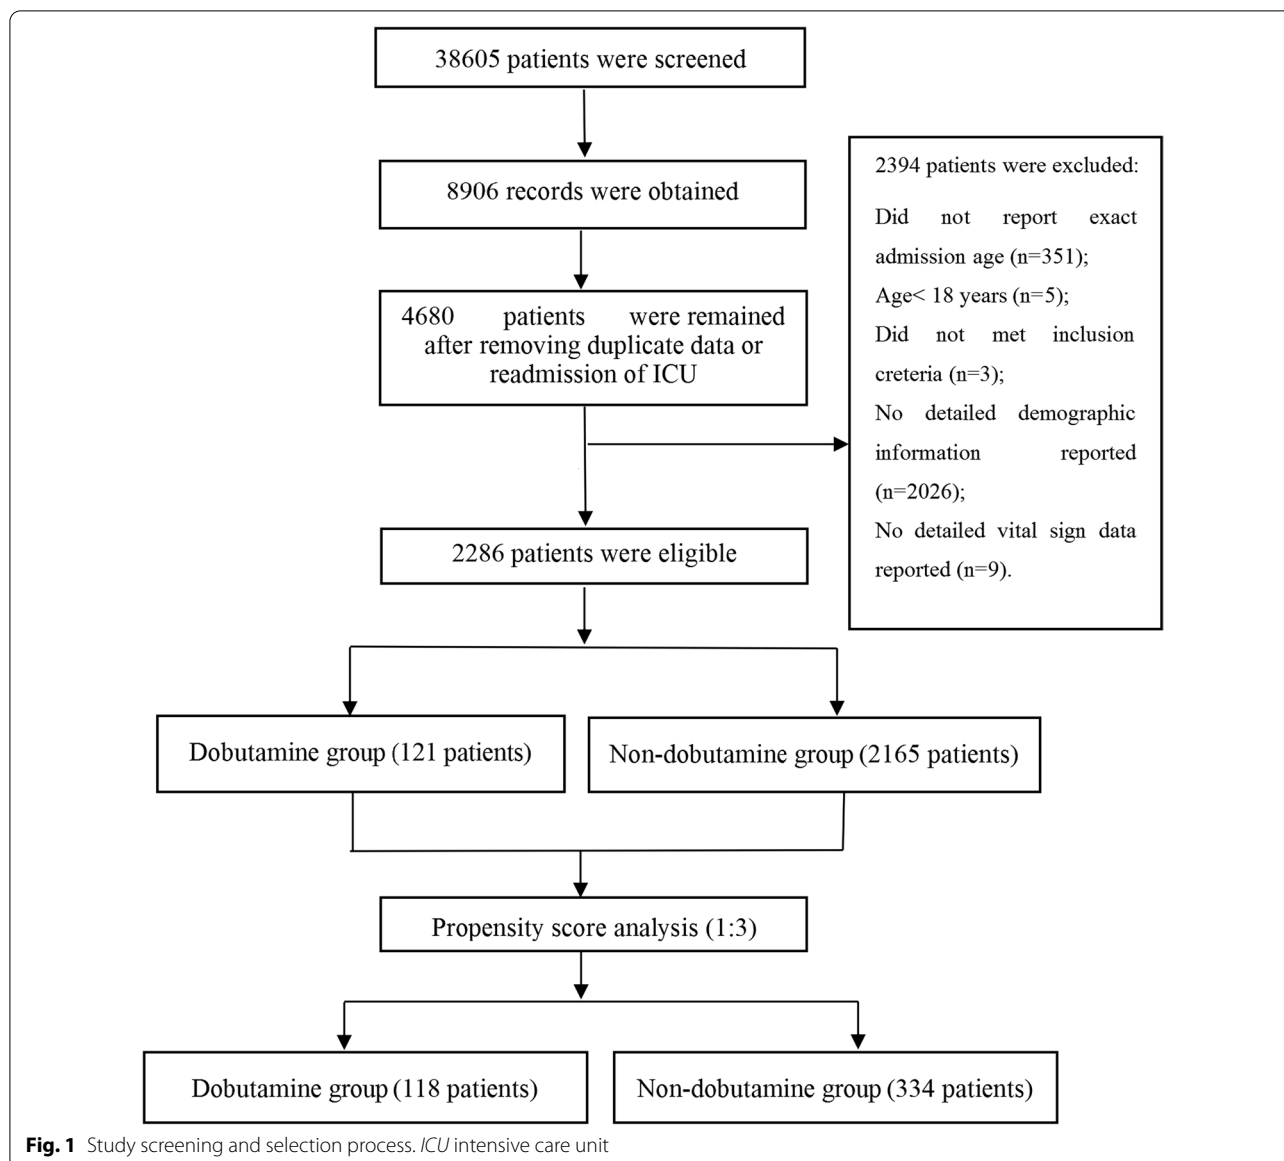 38605 patients were screened
8906 records were obtained
4680 patients were remained
after removing duplicate data or
readmission of ICU
2394 patients were excluded:
Did not report exact
admission age (n=351);
Age< 18 years (n=5);
Did not met inclusion
creteria (n=3);
No detailed demographic
information reported
(n=2026);
No detailed vital sign data
reported (n=9).
2286 patients were eligible
Dobutamine group (121 patients)
Non-dobutamine group (2165 patients)
Propensity score analysis (1:3)
Dobutamine group (118 patients)
Non-dobutamine group (334 patients)
Fig. 1 Study screening and selection process. ICU intensive care unit